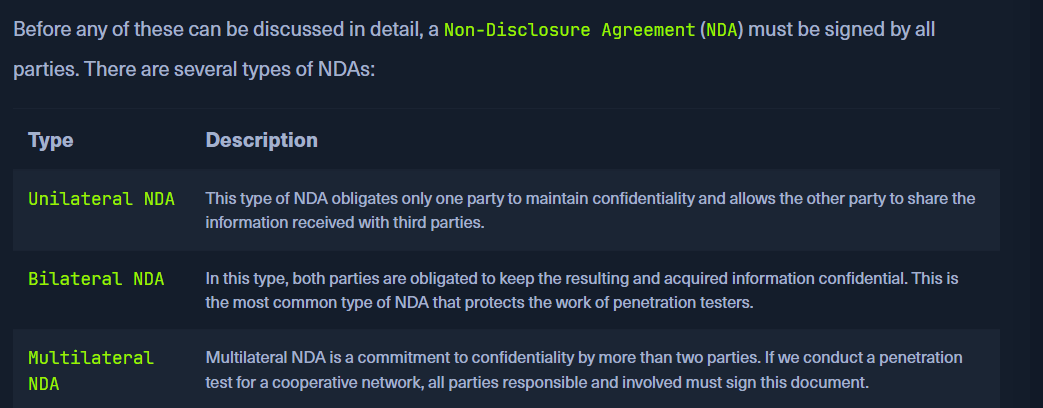 Before any of these can be discussed in detail, a Non-Disclosure Agreement (NDA) must be signed by all
parties. There are several types of NDAs:
Type Description
Unilateral NDA This type of NDA obligates only one party to maintain confidentiality and allows the other party to share the
information received with third parties.
Bilateral NDA In this type, both parties are obligated to keep the resulting and acquired information confidential. This is
the most common type of NDA that protects the work of penetration testers.
Multilateral Multilateral NDA is a commitment to confidentiality by more than two parties. If we conduct a penetration
NDA test for a cooperative network, all parties responsible and involved must sign this document.